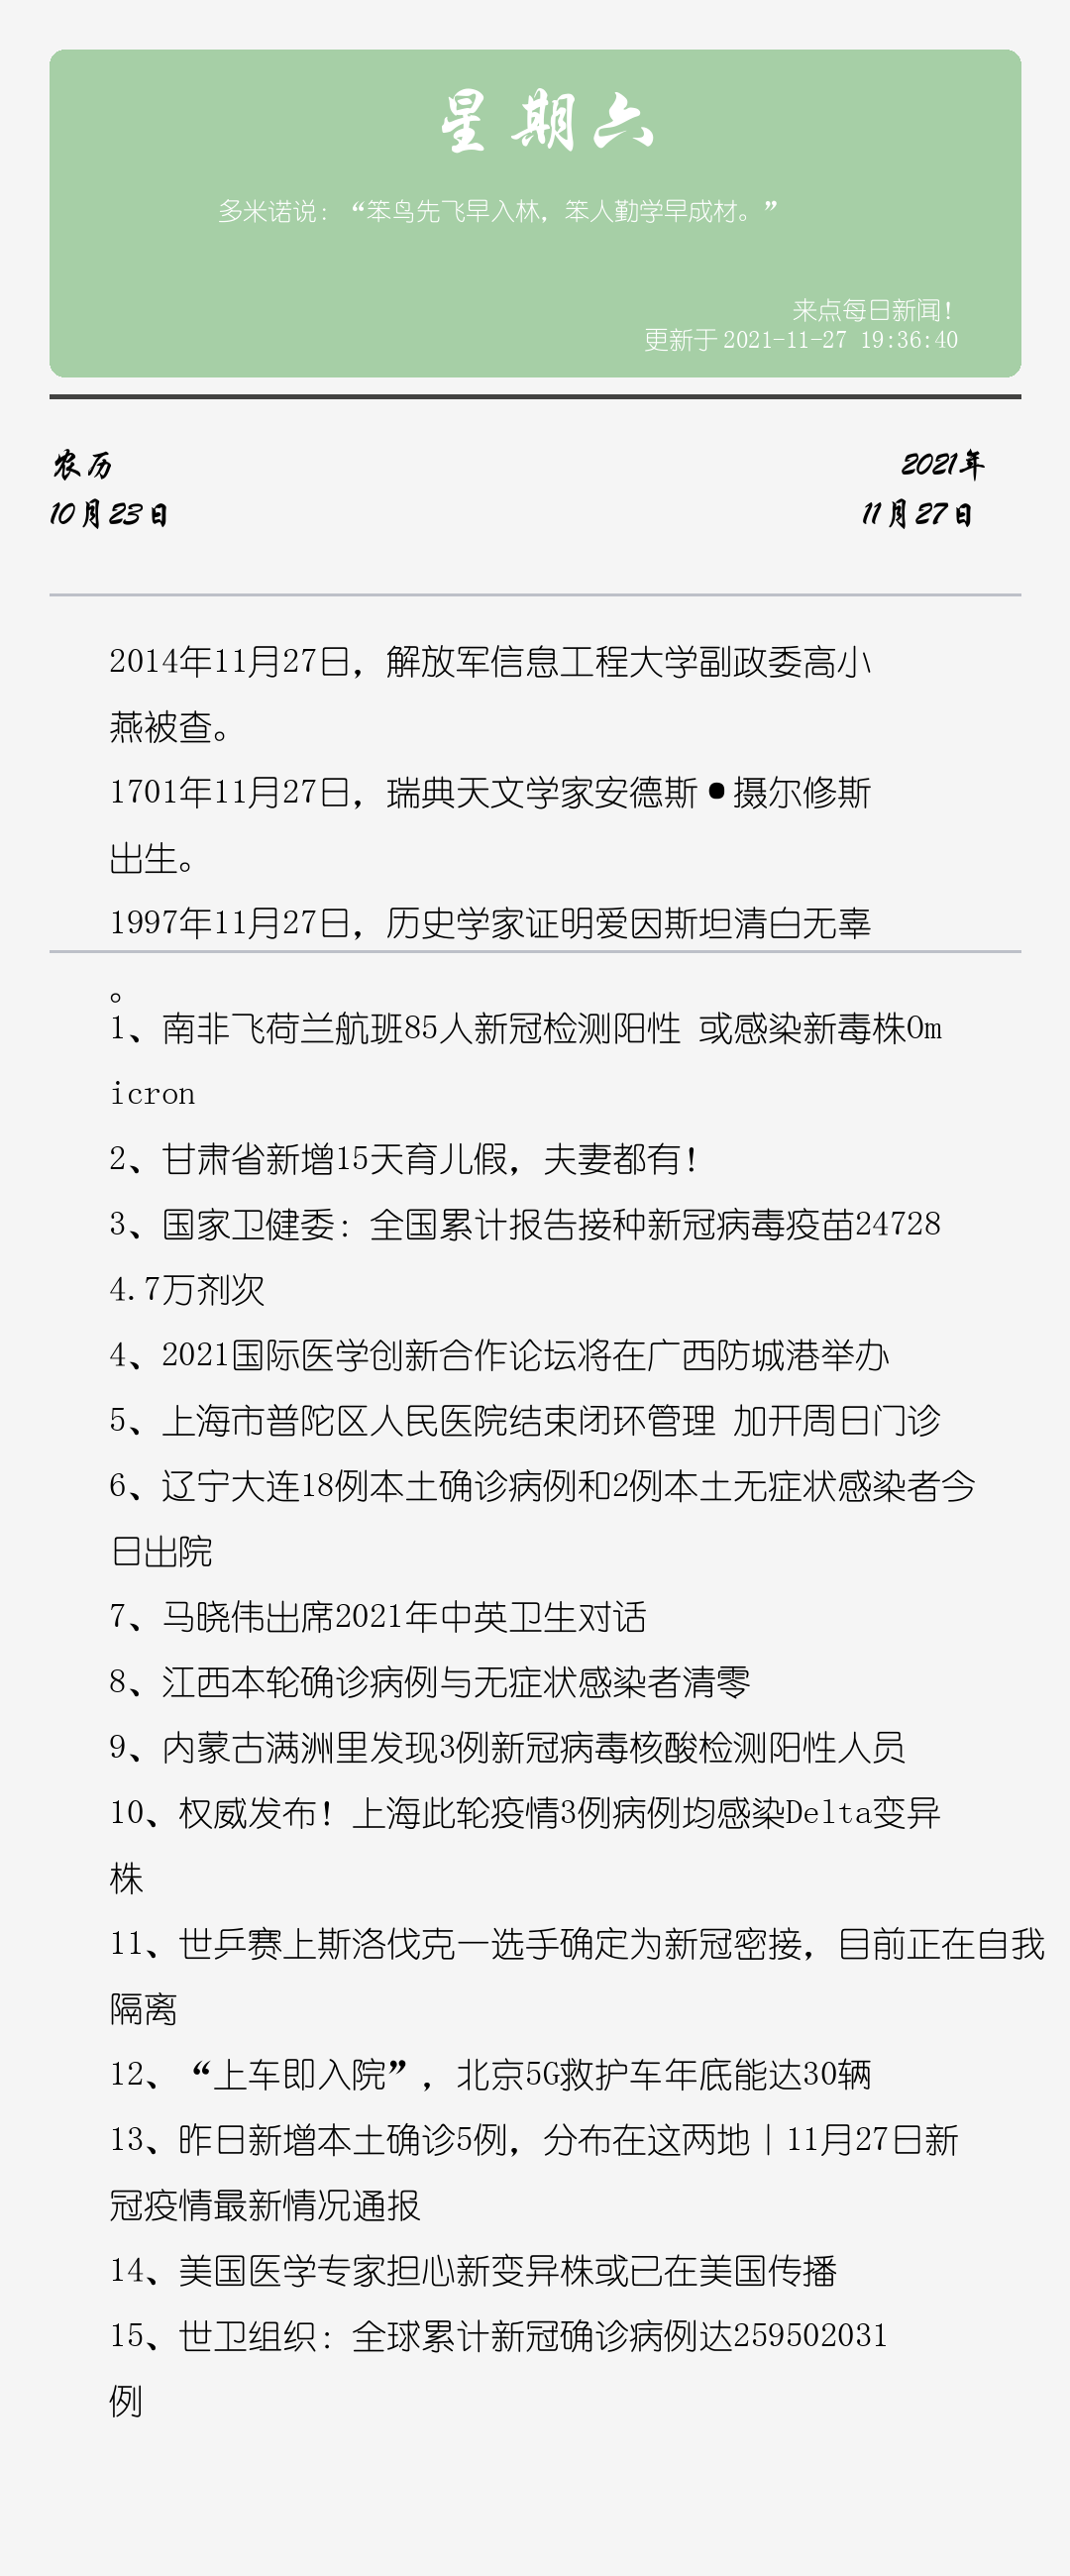 星期六
多米诺说：“笨鸟先飞早入林，笨人勤学早成材。”
来点每日新闻！
更新于2021-11-27 19:36:40
农历
10月23日
2021年
11月27日
2014年11月27日，解放军信息工程大学副政委高小
燕被查。
1701年11月27日，瑞典天文学家安德斯•摄尔修斯
出生。
1997年11月27日，历史学家证明爱因斯坦清白无辜
。
1、南非飞荷兰航班85人新冠检测阳性 或感染新毒株Om
icron
2、甘肃省新增15天育儿假，夫妻都有！
3、国家卫健委：全国累计报告接种新冠病毒疫苗24728
4.7万剂次
4、2021国际医学创新合作论坛将在广西防城港举办
5、上海市普陀区人民医院结束闭环管理 加开周日门诊
6、辽宁大连18例本土确诊病例和2例本土无症状感染者今
日出院
7、马晓伟出席2021年中英卫生对话
8、江西本轮确诊病例与无症状感染者清零
9、内蒙古满洲里发现3例新冠病毒核酸检测阳性人员
10、权威发布！上海此轮疫情3例病例均感染Delta变异
株
11、世乒赛上斯洛伐克一选手确定为新冠密接，目前正在自我
隔离
12、“上车即入院”，北京5G救护车年底能达30辆
13、昨日新增本土确诊5例，分布在这两地｜11月27日新
冠疫情最新情况通报
14、美国医学专家担心新变异株或已在美国传播
15、世卫组织：全球累计新冠确诊病例达259502031
例